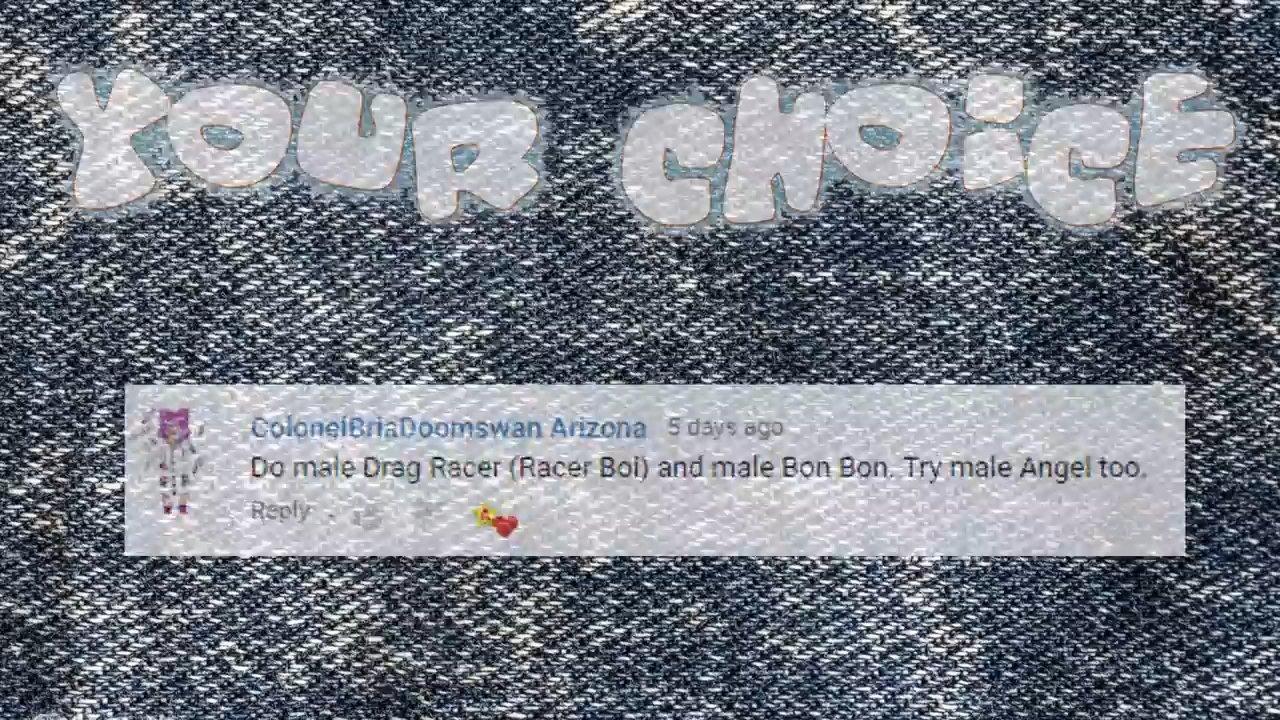 YOUR CHOiCE
ColonelBriaDoomswan Arizona 5 days ago
Do male Drag Racer (Racer Boi) and male Bon Bon. Try male Angel too.
Reply